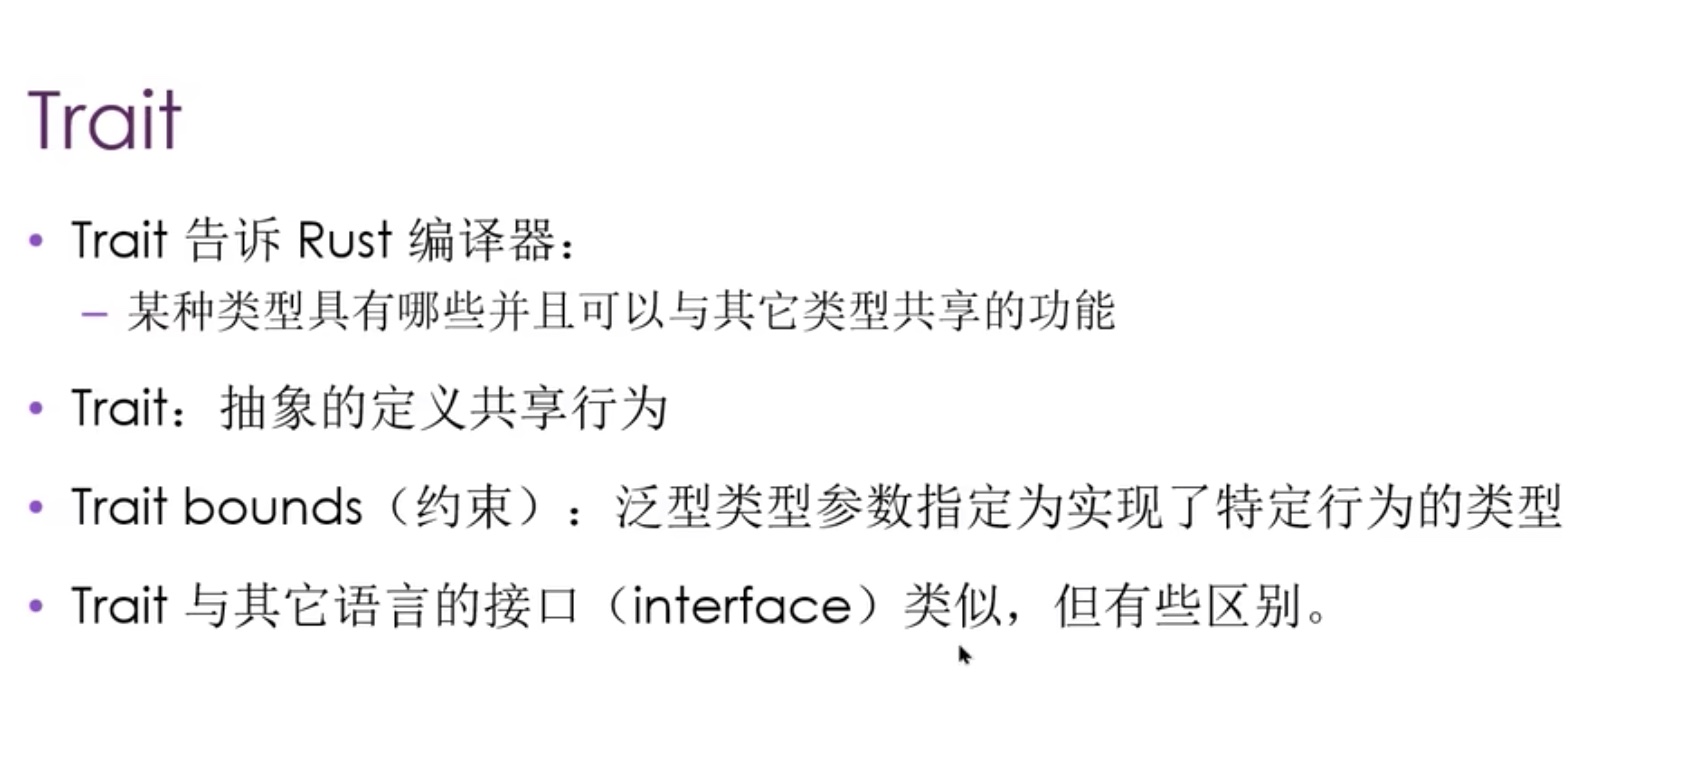 Trait
• Trait 告诉 Rust 编译器：
– 某种类型具有哪些并且可以与其它类型共享的功能
• Trait：抽象的定义共享行为
• Trait bounds（约束）：泛型类型参数指定为实现了特定行为的类型
• Trait 与其它语言的接口（interface）类似，但有些区别。